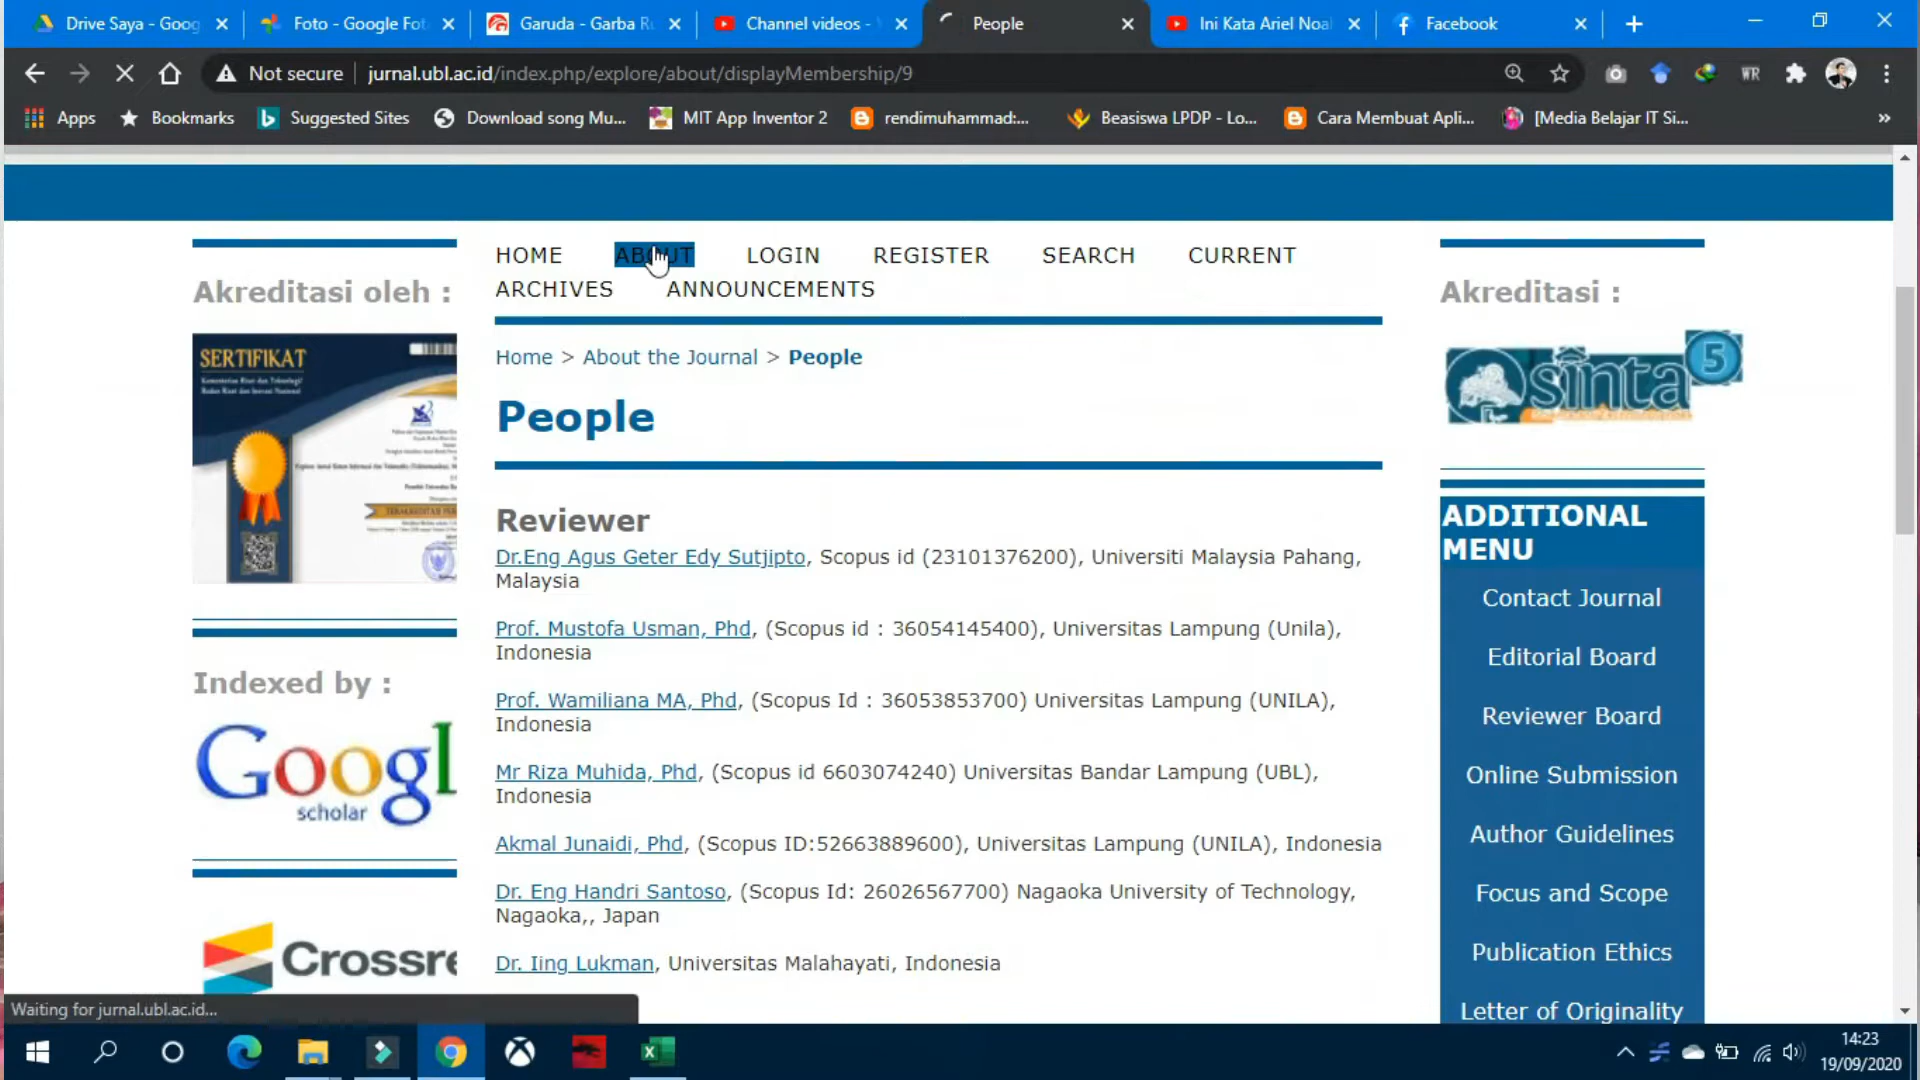 Drive Saya - Goog
Foto - Google Fot
Garuda - Garba R
Channel videos -
People
Ini Kata Ariel Noal
Facebook
Not secure
jurnal.ubl.ac.id/index.php/explore/about/displayMembership/9
WR
Apps
Bookmarks
Suggested Sites
Download song Mu...
MIT App Inventor 2
rendimuhammad:...
Beasiswa LPDP - Lo...
Cara Membuat Apli...
[Media Belajar IT Si...
»
HOME ABOUT LOGIN REGISTER SEARCH CURRENT
ARCHIVES ANNOUNCEMENTS
Akreditasi oleh :
SERTIFIKAT
Indexed by :
Googl
scholar
Crossre
Home > About the Journal > People
People
Reviewer
Dr.Eng Agus Geter Edy Sutjipto, Scopus id (23101376200), Universiti Malaysia Pahang,
Malaysia
Prof. Mustofa Usman, Phd, (Scopus id : 36054145400), Universitas Lampung (Unila),
Indonesia
Prof. Wamiliana MA, Phd, (Scopus Id : 36053853700) Universitas Lampung (UNILA),
Indonesia
Mr Riza Muhida, Phd, (Scopus id 6603074240) Universitas Bandar Lampung (UBL),
Indonesia
Akmal Junaidi, Phd, (Scopus ID:52663889600), Universitas Lampung (UNILA), Indonesia
Dr. Eng Handri Santoso, (Scopus Id: 26026567700) Nagaoka University of Technology,
Nagaoka,, Japan
Dr. Iing Lukman, Universitas Malahayati, Indonesia
Akreditasi :
sinta
5
ADDITIONAL
MENU
Contact Journal
Editorial Board
Reviewer Board
Online Submission
Author Guidelines
Focus and Scope
Publication Ethics
Letter of Originality
Waiting for jurnal.ubl.ac.id...
14:23
19/09/2020